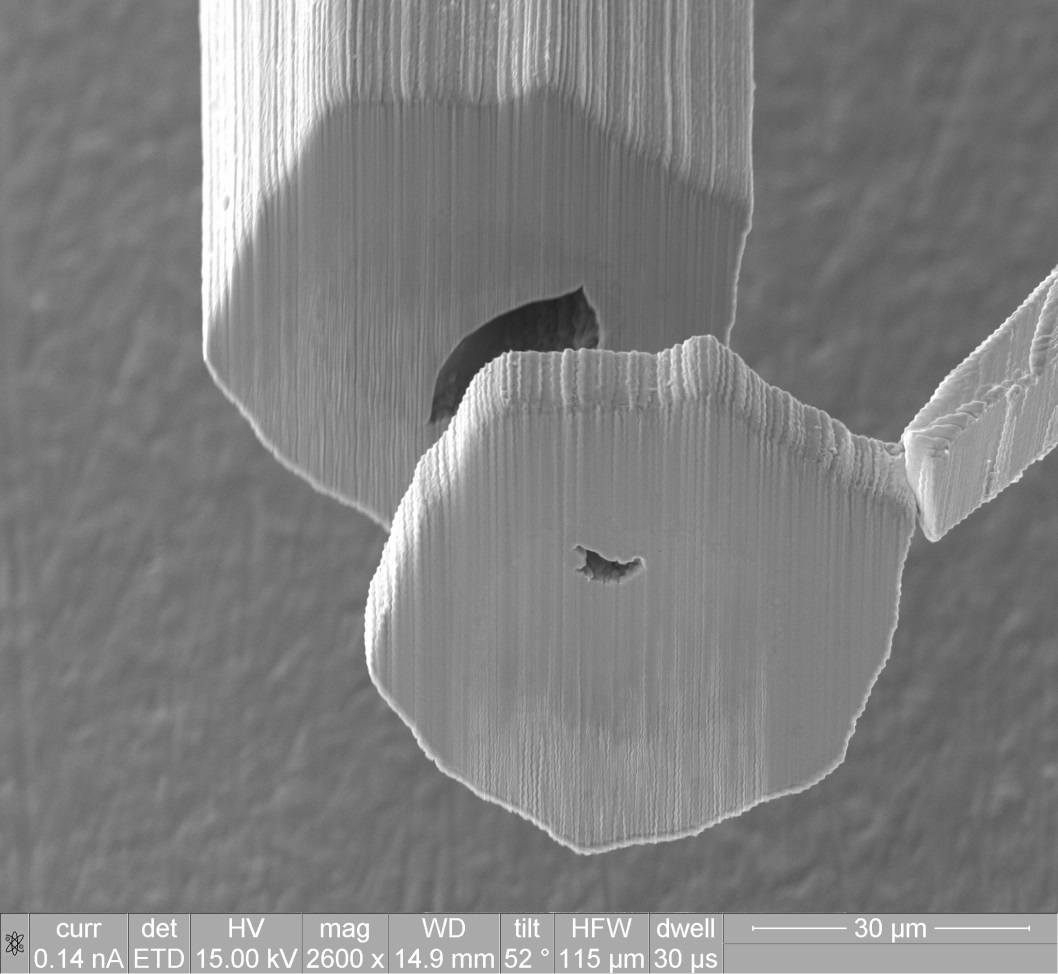 curr det HV mag WD tilt HFW dwell 30 µm
0.14 nA ETD 15.00 kV 2600 x 14.9 mm 52 ° 115 µm 30 µs